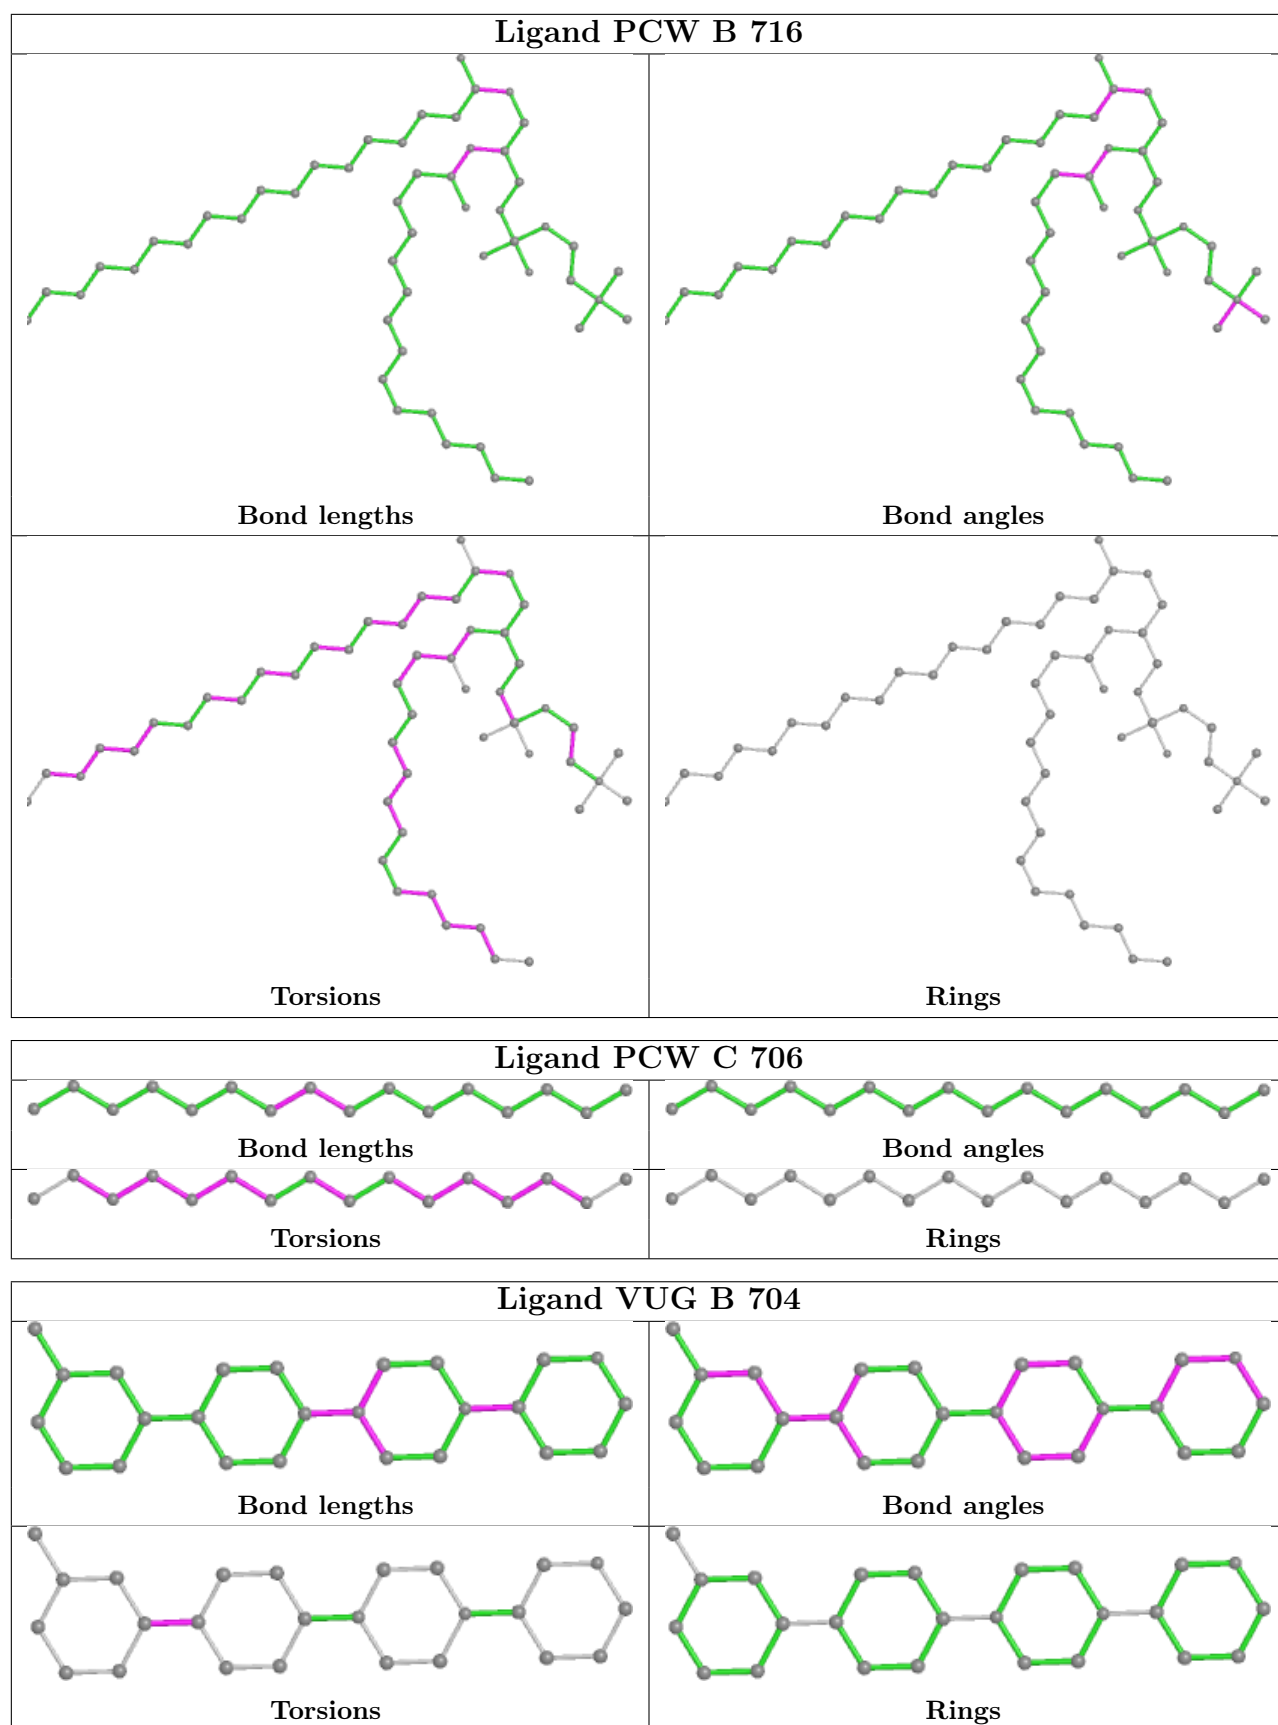 Ligand PCW B 716
Bond lengths
Bond angles
Torsions
Rings
Ligand PCW C 706
Bond lengths
Bond angles
Torsions
Rings
Ligand VUG B 704
Bond lengths
Bond angles
Torsions
Rings